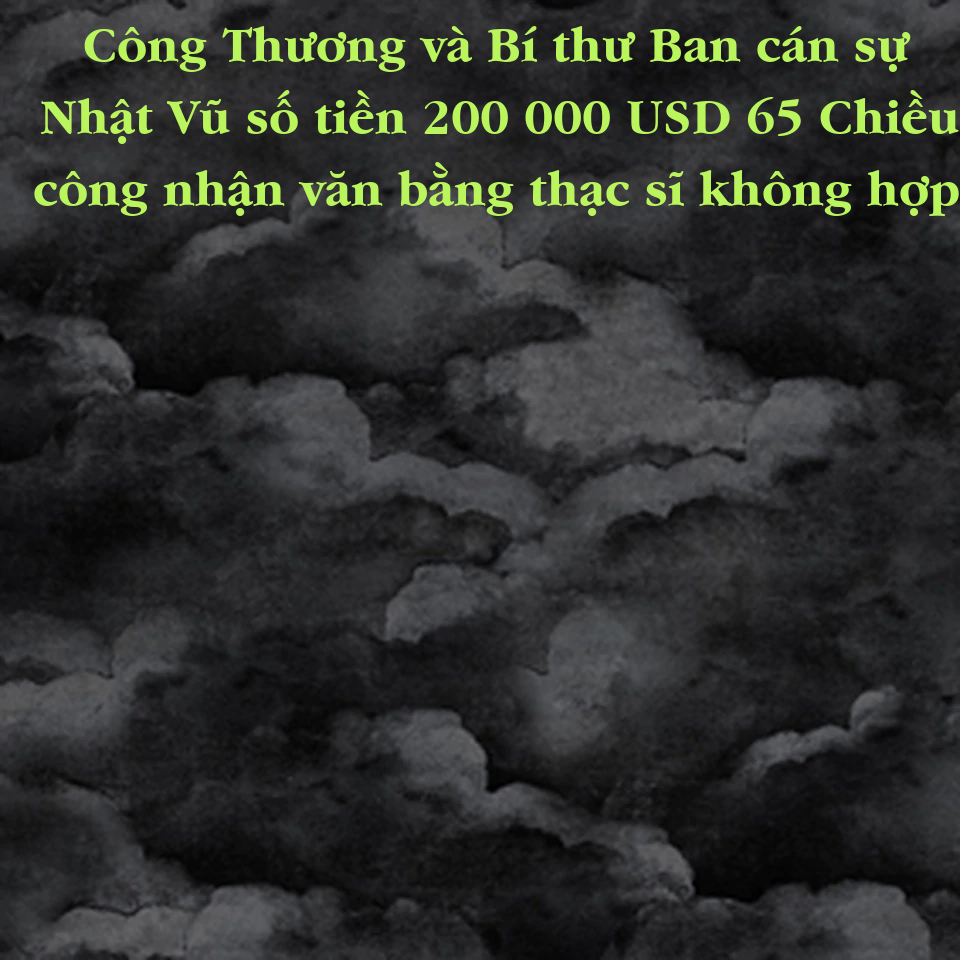 Công Thương và Bí thư Ban cán sự
Nhật Vũ số tiền 200 000 USD 65 Chiều
công nhận văn bằng thạc sĩ không hợp